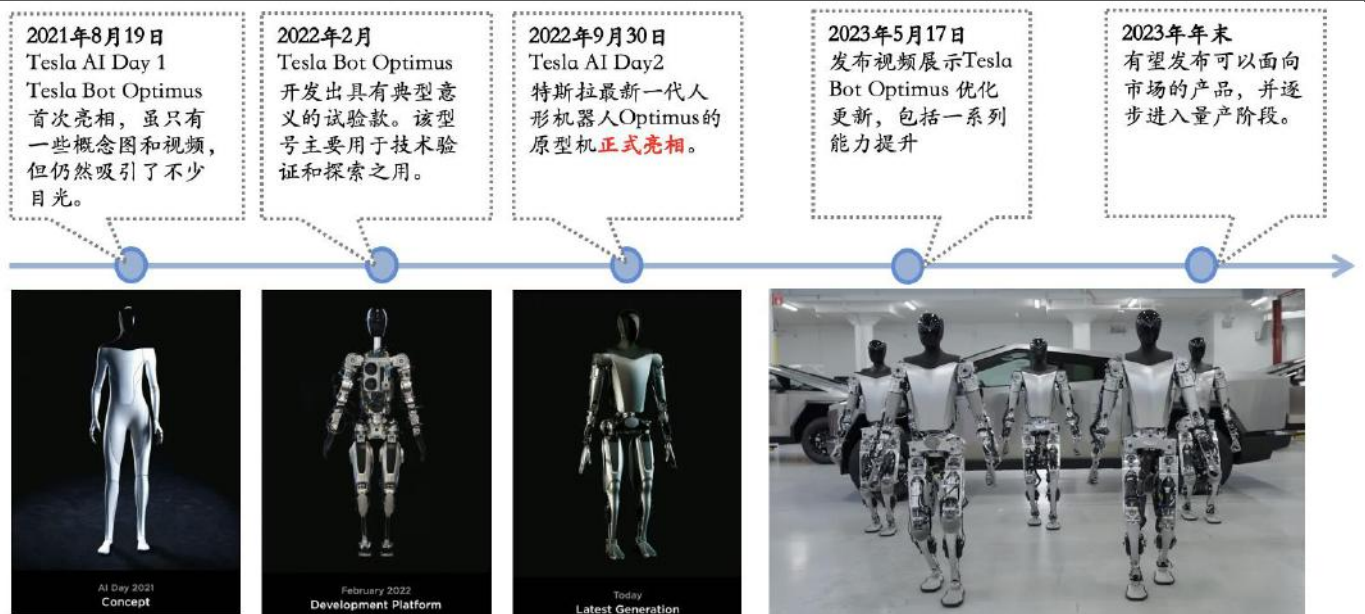 2021年8月19日
Tesla AI Day 1
Tesla Bot Optimus
首次亮相，虽只有
一些概念图和视频，
但仍然吸引了不少
目光。
2022年2月
Tesla Bot Optimus
开发出具有典型意
义的试验款。该型
号主要用于技术验
证和探索之用。
2022年9月30日
Tesla AI Day2
特斯拉最新一代人
形机器人Optimus的
原型机正式亮相。
2023年5月17日
发布视频展示Tesla
Bot Optimus 优化
更新，包括一系列
能力提升
2023年年末
有望发布可以面向
市场的产品，并逐
步进入量产阶段。
AI Day 2021
Concept
February 2022
Development Platform
Today
Latest Generation